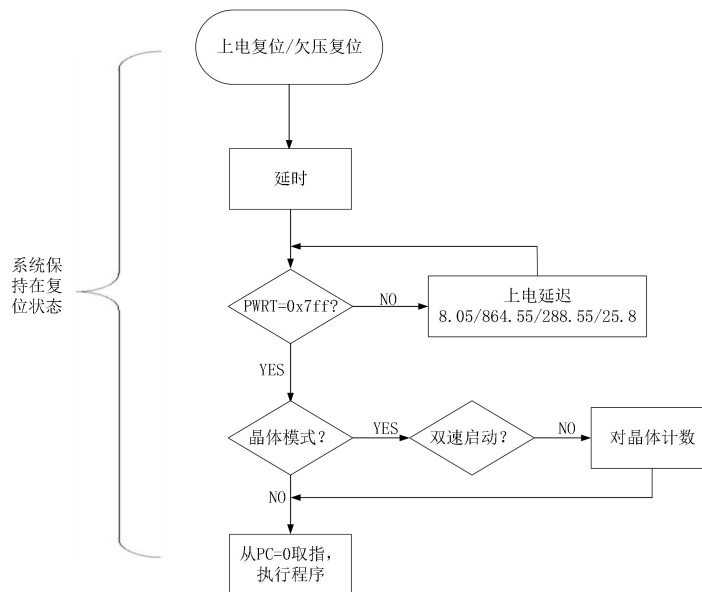 上电复位/欠压复位
延时
系统保
持在复
位状态
PWRT=0x7ff?
NO
上电延迟
8.05/864.55/288.55/25.8
YES
晶体模式?
YES
双速启动?
NO
对晶体计数
NO
从PC=0取指，
执行程序